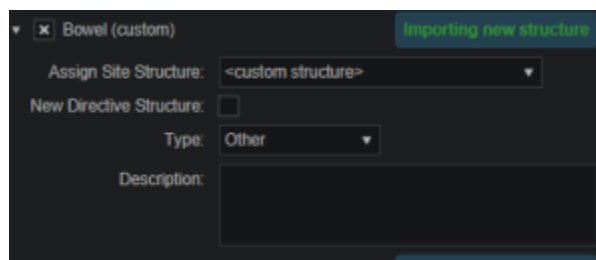 Bowel (custom) Importing new structure
Assign Site Structure: <custom structure>
New Directive Structure:
Type: Other
Description: